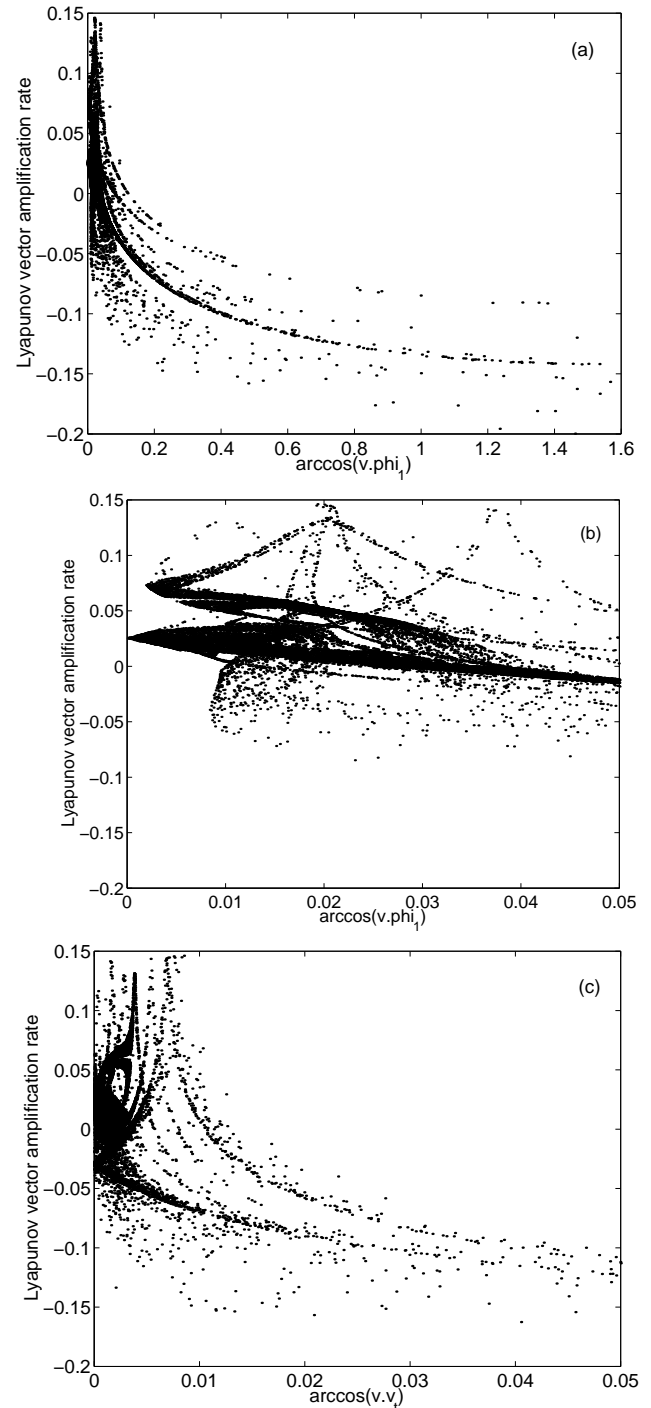 (a)
Lyapunov vector amplification rate
0.15
0.1
0.05
0
−0.05
−0.1
−0.15
−0.2
0 0.2 0.4 0.6 0.8 1 1.2 1.4 1.6
arccos(v.phi₁)
(b)
Lyapunov vector amplification rate
0.15
0.1
0.05
0
−0.05
−0.1
−0.15
−0.2
0 0.01 0.02 0.03 0.04 0.05
arccos(v.phi₁)
(c)
Lyapunov vector amplification rate
0.15
0.1
0.05
0
−0.05
−0.1
−0.15
−0.2
0 0.01 0.02 0.03 0.04 0.05
arccos(v.vₜ)